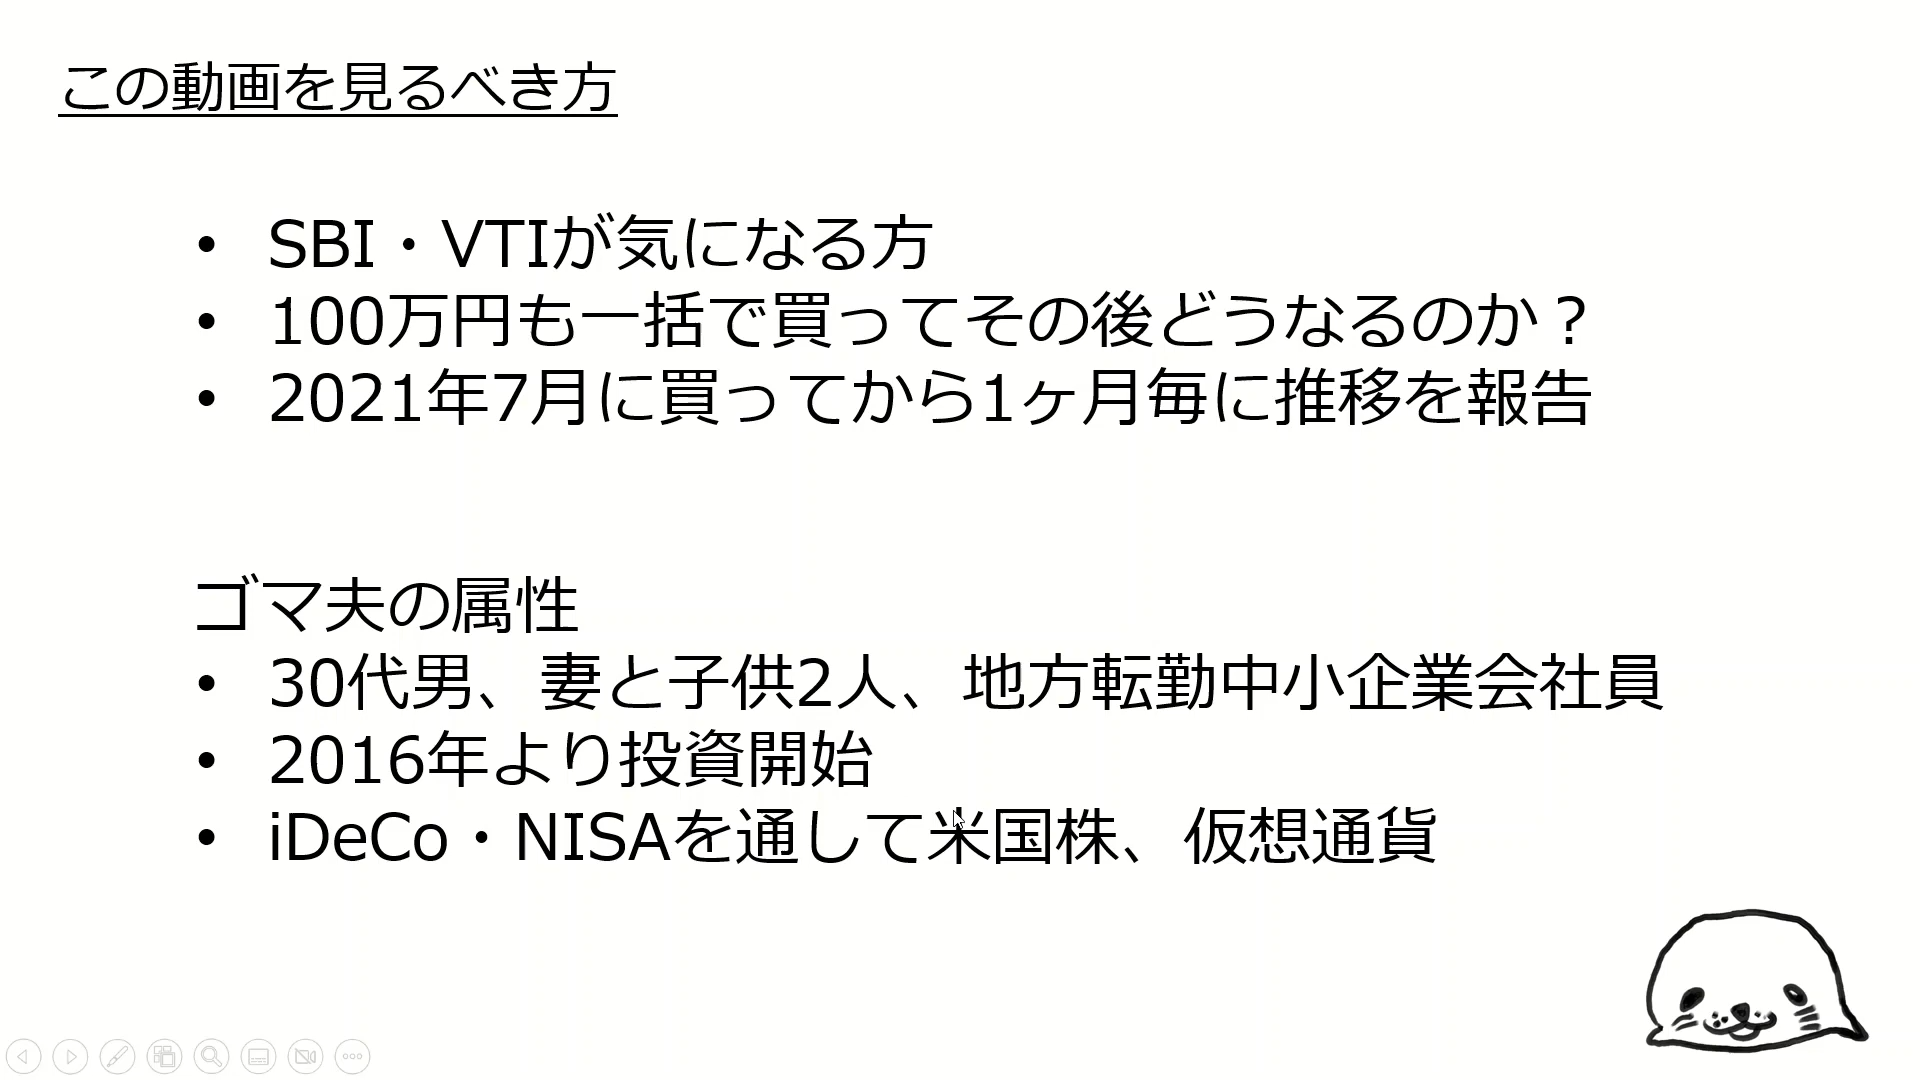 この動画を見るべき方
• SBI・VTIが気になる方
• 100万円も一括で買ってその後どうなるのか？
• 2021年7月に買ってから1ヶ月毎に推移を報告
ゴマ夫の属性
• 30代男、妻と子供2人、地方転勤中小企業会社員
• 2016年より投資開始
• iDeCo・NISAを通して米国株、仮想通貨